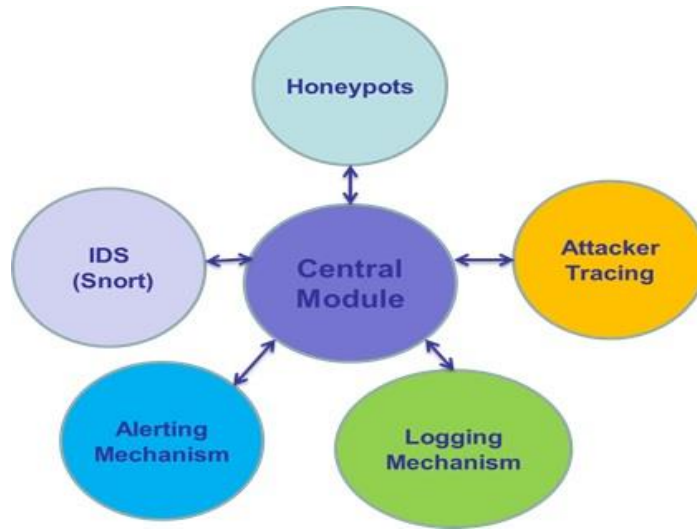 Honeypots
IDS
(Snort)
Central
Module
Attacker
Tracing
Alerting
Mechanism
Logging
Mechanism